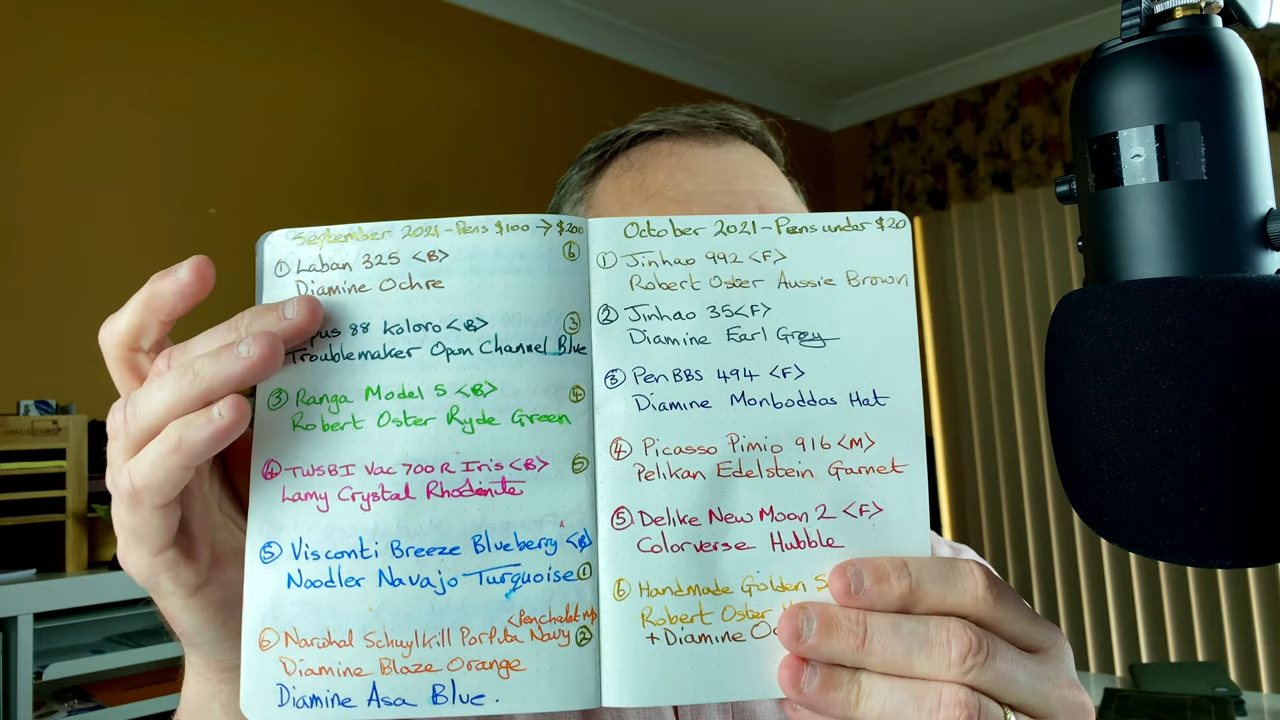 September 2021 - Pens $100 → $200
① Laban 325 <B> ⑥
Diamine Ochre
pus 88 Koloro <B> ③
Troublemaker Open Channel Blue
③ Ranga Model 5 <B> ④
Robert Oster Ryde Green
④ TWSBI Vac 700 R Iris <B> ⑤
Lamy Crystal Rhodonite
⑤ Visconti Breeze Blueberry <B>
Noodler Navajo Turquoise ①
<Penchalet
⑥ Narwhal Schuylkill Navy ②
Diamine Blaze Orange
Diamine Asa Blue.
October 2021 - Pens under $20
① Jinhao 992 <F>
Robert Oster Aussie Brown
② Jinhao 35 <F>
Diamine Earl Grey
③ PenBBS 494 <F>
Diamine Monboddos Hat
④ Picasso Pimio 916 <M>
Pelikan Edelstein Garnet
⑤ Delike New Moon 2 <F>
Colorverse Hubble
⑥ Handmade Golden S
Robert Oster
+ Diamine Oc